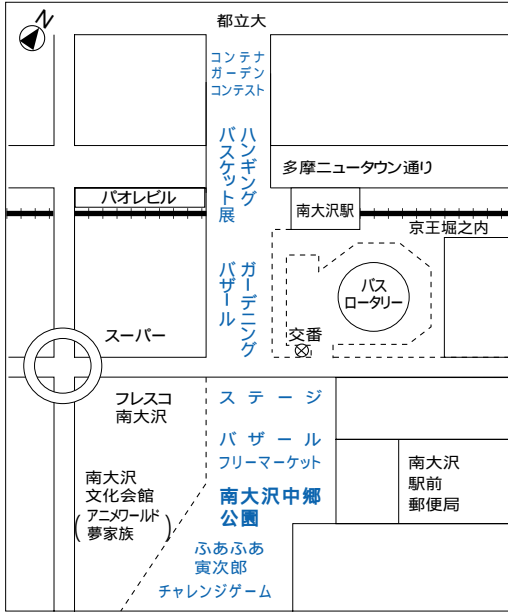 N
都立大
コンテナ
ガーデン
コンテスト
ハンギング
バスケット展
多摩ニュータウン通り
パオレビル
南大沢駅
京王堀之内
ガーデニング
バザール
バス
ロータリー
交番
スーパー
フレスコ
南大沢
ステージ
バザール
フリーマーケット
南大沢
文化会館
(アニメワールド
夢家族)
南大沢中郷
公園
南大沢
駅前
郵便局
ふあふあ
寅次郎
チャレンジゲーム